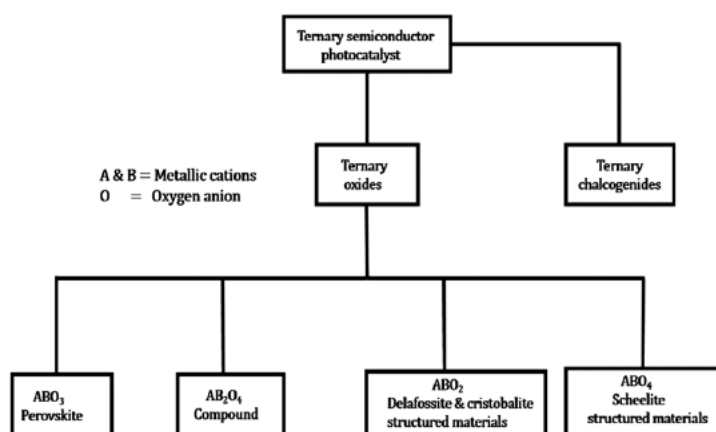 Ternary semiconductor
photocatalyst
A & B = Metallic cations
O = Oxygen anion
Ternary
oxides
Ternary
chalcogenides
ABO₃
Perovskite
AB₂O₄
Compound
ABO₂
Delafossite & cristobalite
structured materials
ABO₄
Scheelite
structured materials